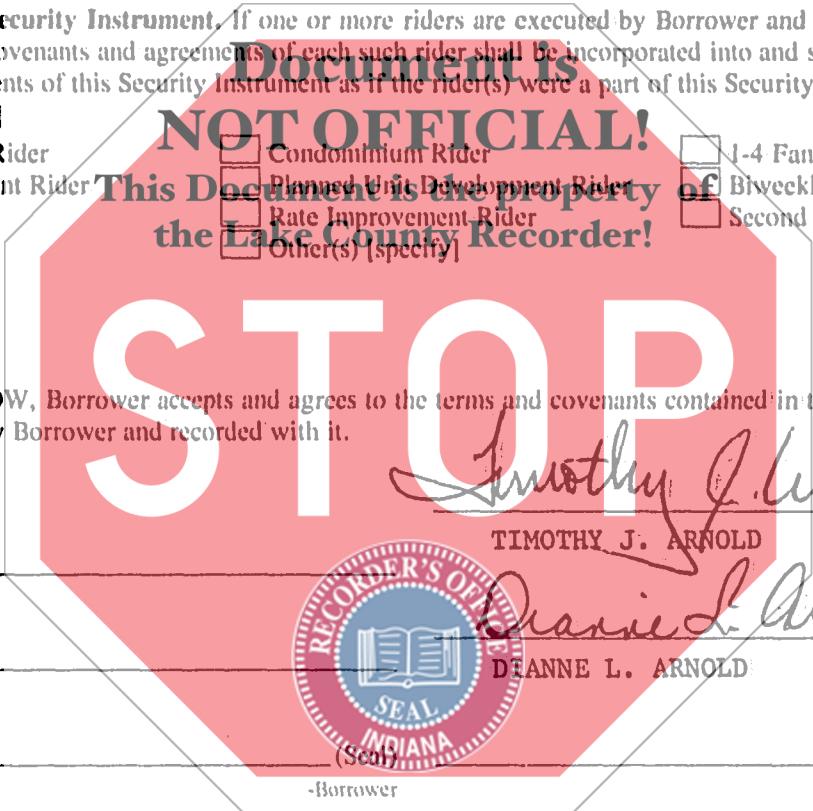 ecurity Instrument. If one or more riders are executed by Borrower and
ovenants and agreements of each such rider shall be incorporated into and s
nts of this Security Instrument as if the rider(s) were a part of this Security
Document is
NOT OFFICIAL!
This Document is the property of
the Lake County Recorder!
Rider Condominium Rider 1-4 Fam
nt Rider Planned Unit Development Rider Biweekl
Rate Improvement Rider Second
Other(s) [specify]
STOP
OW, Borrower accepts and agrees to the terms and covenants contained in t
y Borrower and recorded with it.
Timothy J.
TIMOTHY J. ARNOLD
Dianne L.
DIANNE L. ARNOLD
RECORDER'S OFFICE
SEAL
INDIANA
(Seal)
-Borrower